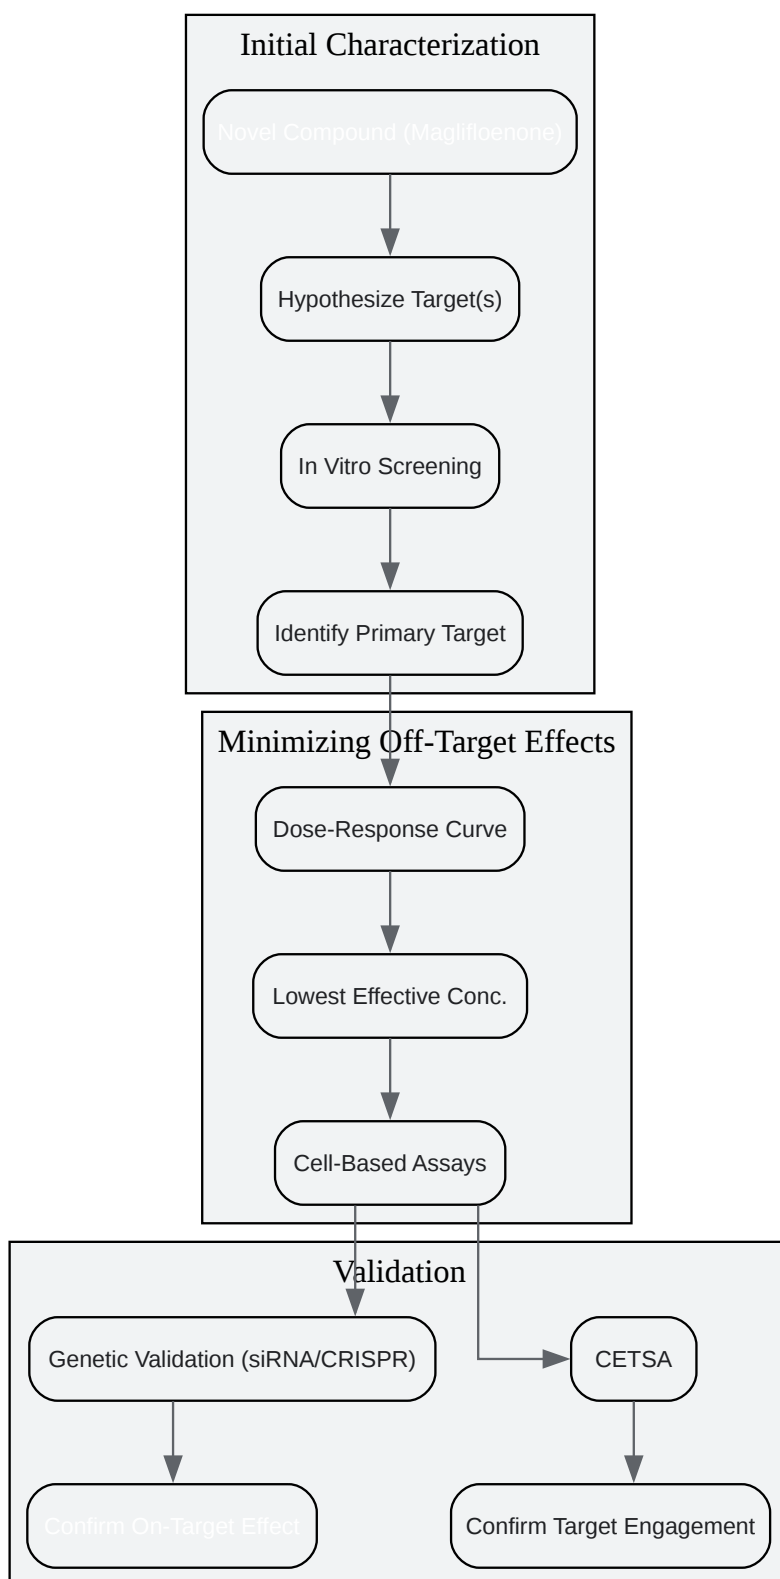 Initial Characterization
Novel Compound (Maglifloenone)
Hypothesize Target(s)
In Vitro Screening
Identify Primary Target
Minimizing Off-Target Effects
Dose-Response Curve
Lowest Effective Conc.
Cell-Based Assays
Validation
Genetic Validation (siRNA/CRISPR)
CETSA
Confirm On-Target Effect
Confirm Target Engagement